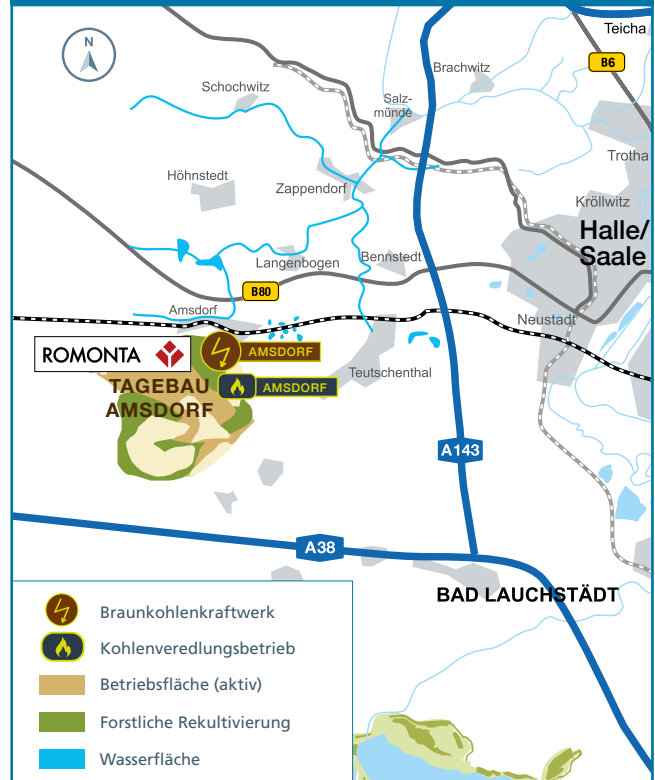 Teicha
N
B6
Brachwitz
Schochwitz
Salz-
münde
Trotha
Höhnstedt
Zappendorf
Kröllwitz
Halle/
Saale
Langenbogen
Bennstedt
B80
Amsdorf
Neustadt
ROMONTA
AMSDORF
Teutschenthal
TAGEBAU
AMSDORF
AMSDORF
A143
A38
BAD LAUCHSTÄDT
Braunkohlenkraftwerk
Kohlenveredlungsbetrieb
Betriebsfläche (aktiv)
Forstliche Rekultivierung
Wasserfläche